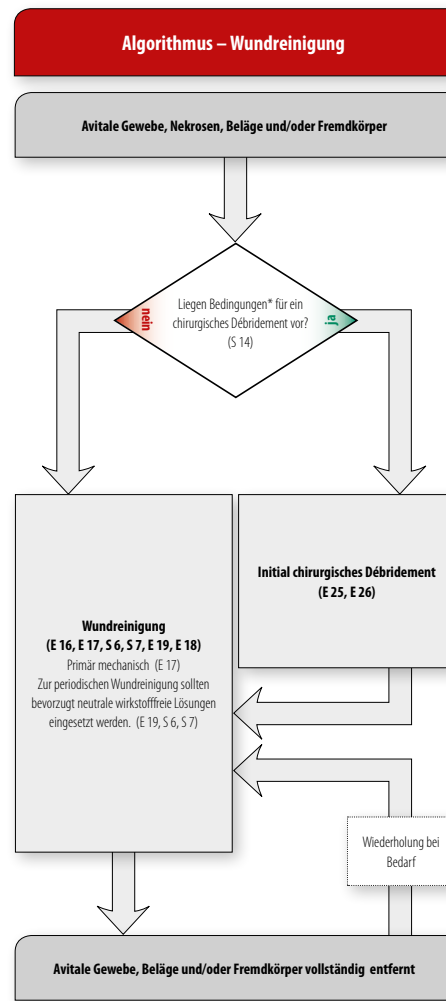 Algorithmus – Wundreinigung
Avitale Gewebe, Nekrosen, Beläge und/oder Fremdkörper
Liegen Bedingungen* für ein
chirurgisches Débridement vor?
(S 14)
nein
ja
Initial chirurgisches Débridement
(E 25, E 26)
Wundreinigung
(E 16, E 17, S 6, S 7, E 19, E 18)
Primär mechanisch (E 17)
Zur periodischen Wundreinigung sollten
bevorzugt neutrale wirkstofffreie Lösungen
eingesetzt werden. (E 19, S 6, S 7)
Wiederholung bei
Bedarf
Avitale Gewebe, Beläge und/oder Fremdkörper vollständig entfernt